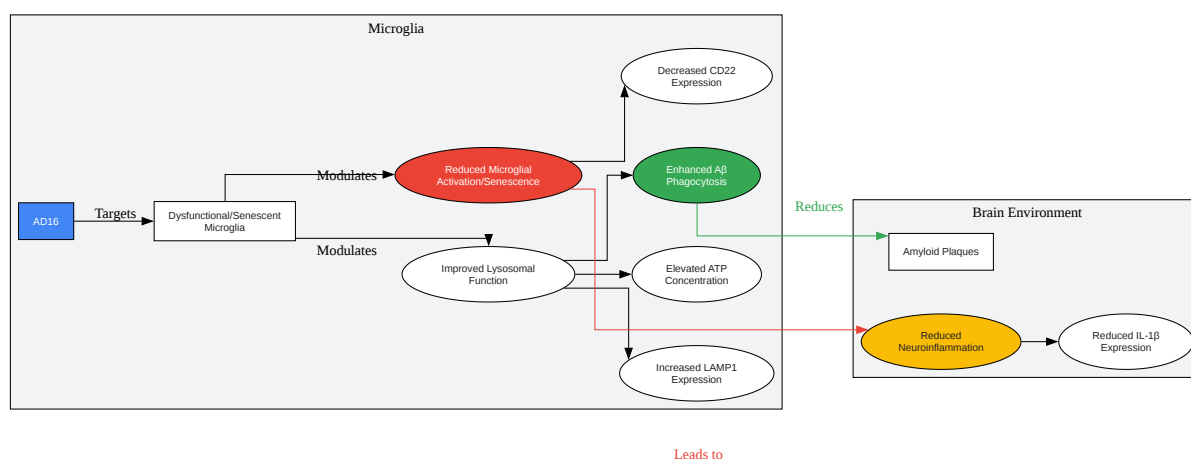 Microglia
Decreased CD22
Expression
Reduced Microglial
Activation/Senescence
Modulates
Enhanced Aβ
Phagocytosis
AD16
Targets
Dysfunctional/Senescent
Microglia
Modulates
Improved Lysosomal
Function
Elevated ATP
Concentration
Increased LAMP1
Expression
Reduces
Brain Environment
Amyloid Plaques
Reduced
Neuroinflammation
Reduced IL-1β
Expression
Leads to